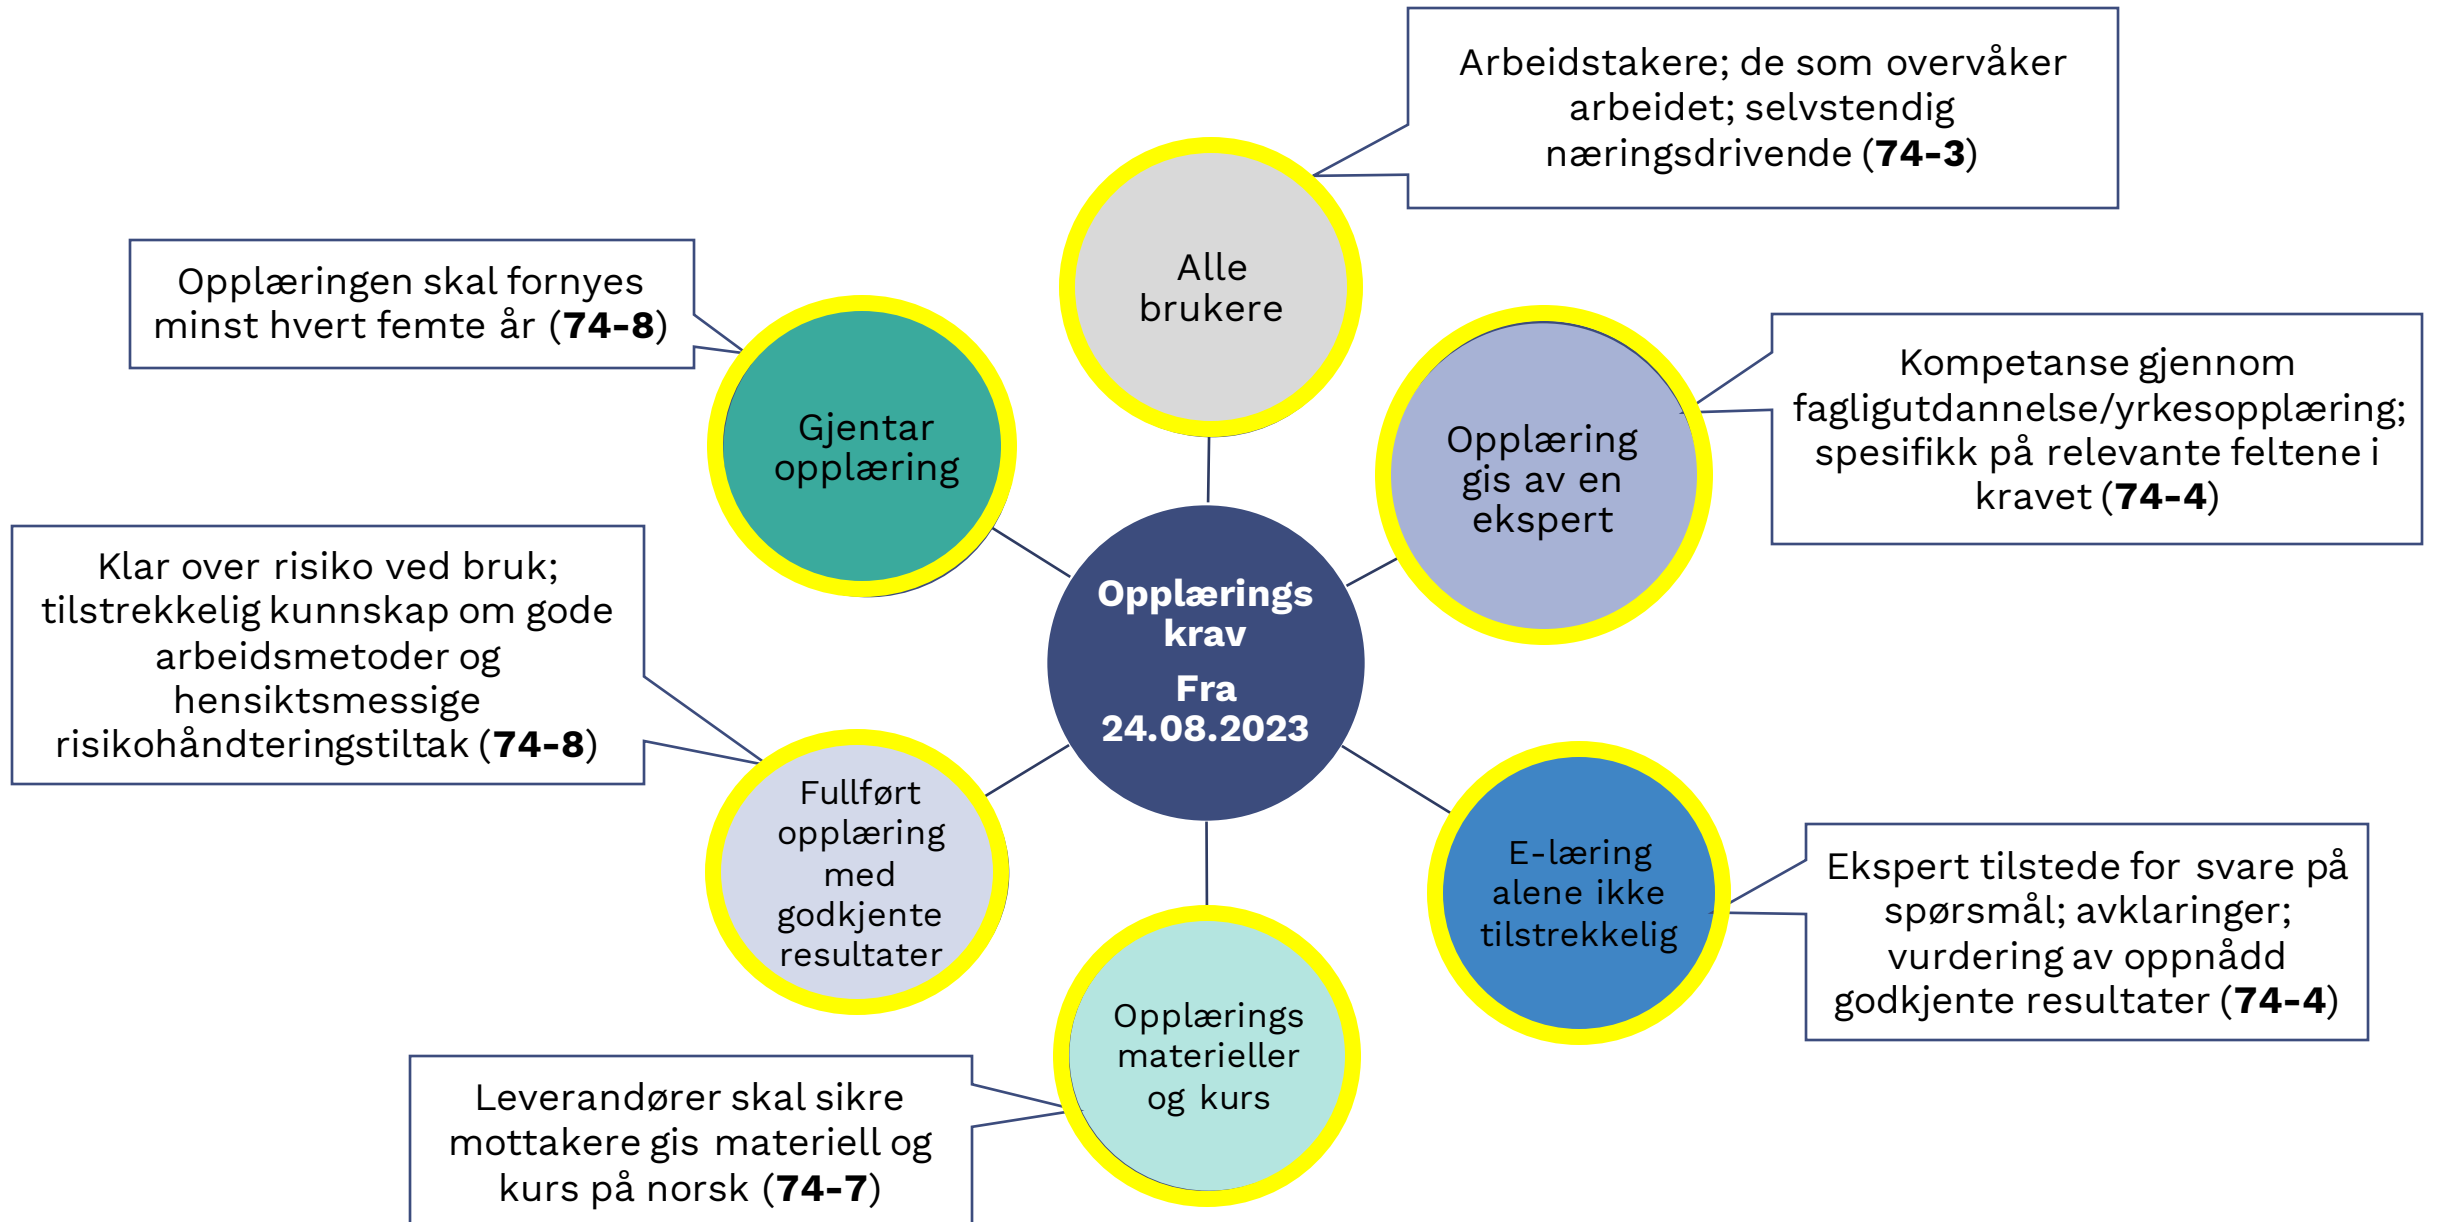 Arbeidstakere; de som overvåker
arbeidet; selvstendig
næringsdrivende (74-3)
Alle
brukere
Opplæringen skal fornyes
minst hvert femte år (74-8)
Gjentar
opplæring
Kompetanse gjennom
fagligutdannelse/yrkesopplæring;
spesifikk på relevante feltene i
kravet (74-4)
Opplæring
gis av en
ekspert
Klar over risiko ved bruk;
tilstrekkelig kunnskap om gode
arbeidsmetoder og
hensiktsmessige
risikohåndteringstiltak (74-8)
Opplærings
krav
Fra
24.08.2023
Fullført
opplæring
med
godkjente
resultater
E-læring
alene ikke
tilstrekkelig
Ekspert tilstede for svare på
spørsmål; avklaringer;
vurdering av oppnådd
godkjente resultater (74-4)
Opplærings
materieller
og kurs
Leverandører skal sikre
mottakere gis materiell og
kurs på norsk (74-7)